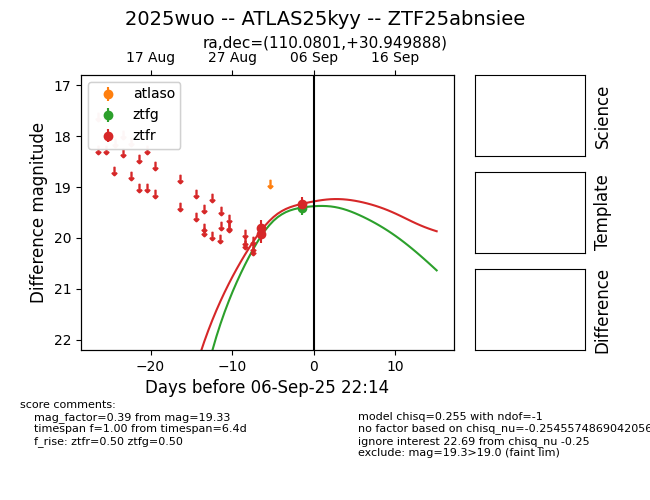 2025wuo -- ATLAS25kyy -- ZTF25abnsiee
ra,dec=(110.0801,+30.949888)
17 Aug 27 Aug 06 Sep 16 Sep
atlaso
ztfg
ztfr
17
18
19
20
21
22
Difference magnitude
−20 −10 0 10
Days before 06-Sep-25 22:14
Science
Template
Difference
score comments:
mag_factor=0.39 from mag=19.33
timespan f=1.00 from timespan=6.4d
f_rise: ztfr=0.50 ztfg=0.50
model chisq=0.255 with ndof=-1
no factor based on chisq_nu=-0.2545574869042056
ignore interest 22.69 from chisq_nu -0.25
exclude: mag=19.3>19.0 (faint lim)